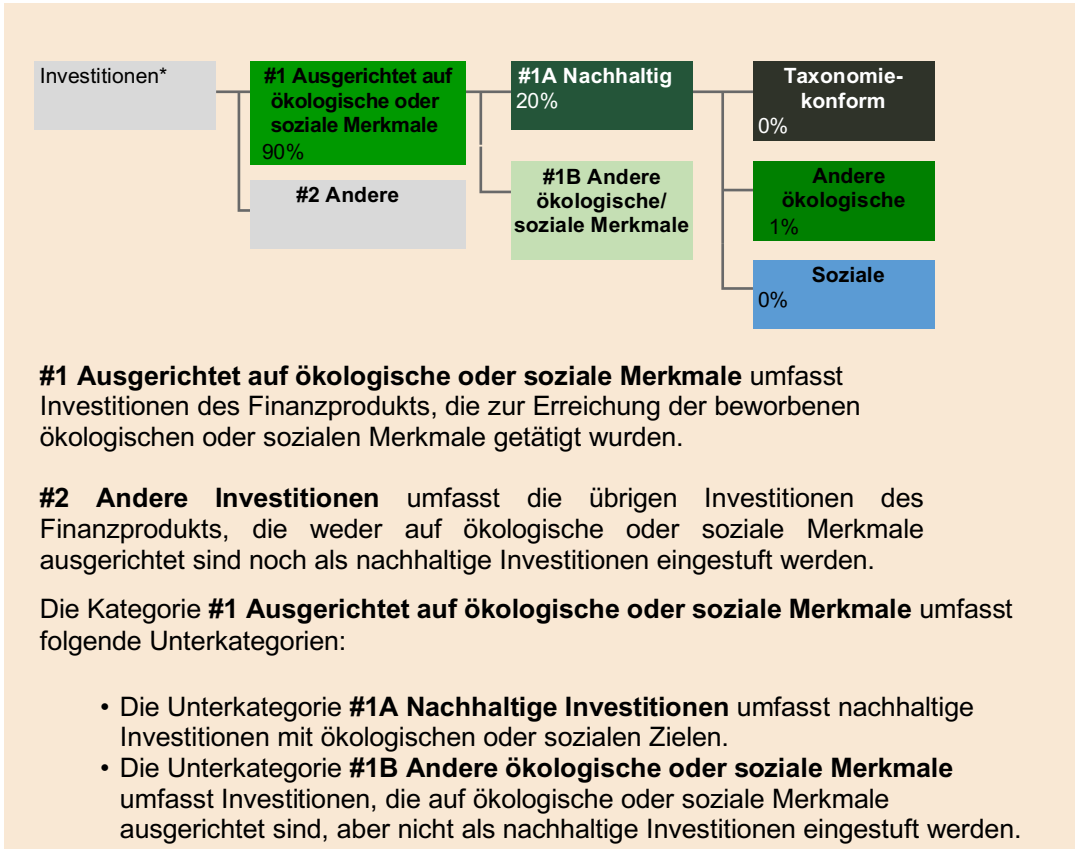 Investitionen*
#1 Ausgerichtet auf
ökologische oder
soziale Merkmale
90%
#2 Andere
#1A Nachhaltig
20%
#1B Andere
ökologische/
soziale Merkmale
Taxonomie-
konform
0%
Andere
ökologische
1%
Soziale
0%
#1 Ausgerichtet auf ökologische oder soziale Merkmale umfasst
Investitionen des Finanzprodukts, die zur Erreichung der beworbenen
ökologischen oder sozialen Merkmale getätigt wurden.
#2 Andere Investitionen umfasst die übrigen Investitionen des
Finanzprodukts, die weder auf ökologische oder soziale Merkmale
ausgerichtet sind noch als nachhaltige Investitionen eingestuft werden.
Die Kategorie #1 Ausgerichtet auf ökologische oder soziale Merkmale umfasst
folgende Unterkategorien:
• Die Unterkategorie #1A Nachhaltige Investitionen umfasst nachhaltige
Investitionen mit ökologischen oder sozialen Zielen.
• Die Unterkategorie #1B Andere ökologische oder soziale Merkmale
umfasst Investitionen, die auf ökologische oder soziale Merkmale
ausgerichtet sind, aber nicht als nachhaltige Investitionen eingestuft werden.